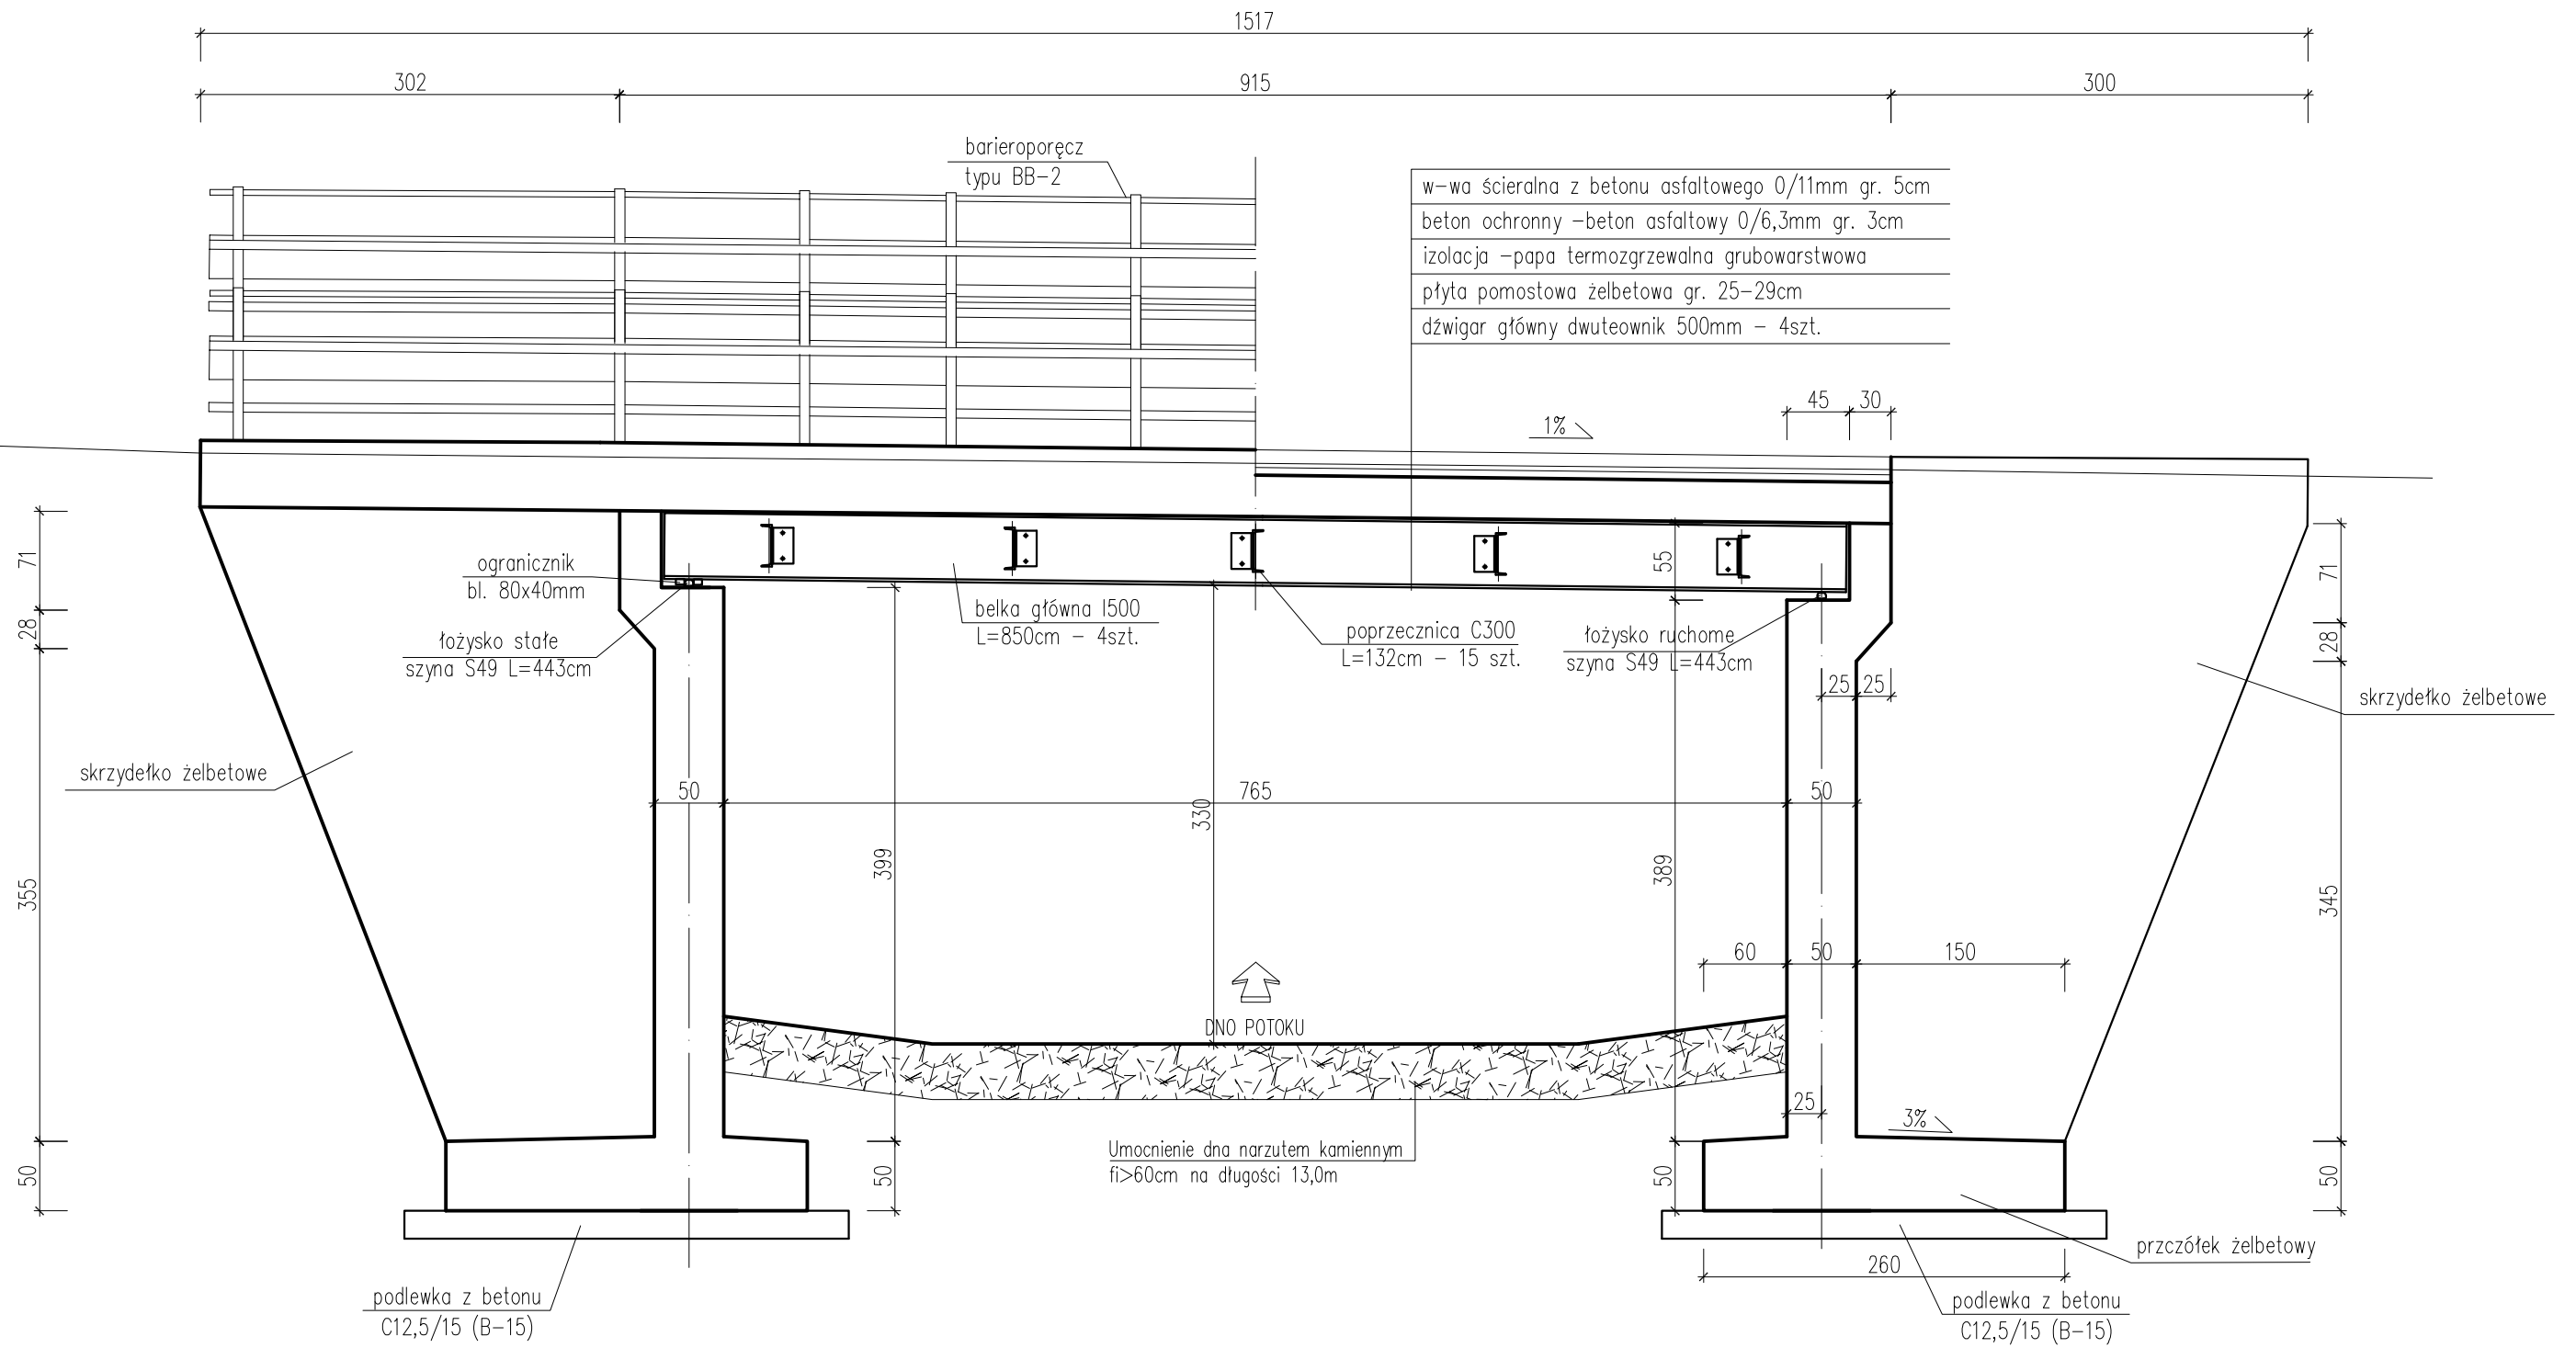 1517
302
915
300
barieroporęcz
typu BB-2
w-wa ścieralna z betonu asfaltowego 0/11mm gr. 5cm
beton ochronny -beton asfaltowy 0/6,3mm gr. 3cm
izolacja -papa termozgrzewalna grubowarstwowa
płyta pomostowa żelbetowa gr. 25-29cm
dźwigar główny dwuteownik 500mm - 4szt.
45
30
1%
71
28
355
50
ogranicznik
bl. 80x40mm
łożysko stałe
szyna S49 L=443cm
belka główna I500
L=850cm - 4szt.
poprzecznica C300
L=132cm - 15 szt.
łożysko ruchome
szyna S49 L=443cm
55
71
28
345
50
25
25
skrzydełko żelbetowe
skrzydełko żelbetowe
50
765
50
330
399
389
60
50
150
DNO POTOKU
25
3%
Umocnienie dna narzutem kamiennym
fi>60cm na długości 13,0m
50
50
przczółek żelbetowy
260
podlewka z betonu
C12,5/15 (B-15)
podlewka z betonu
C12,5/15 (B-15)